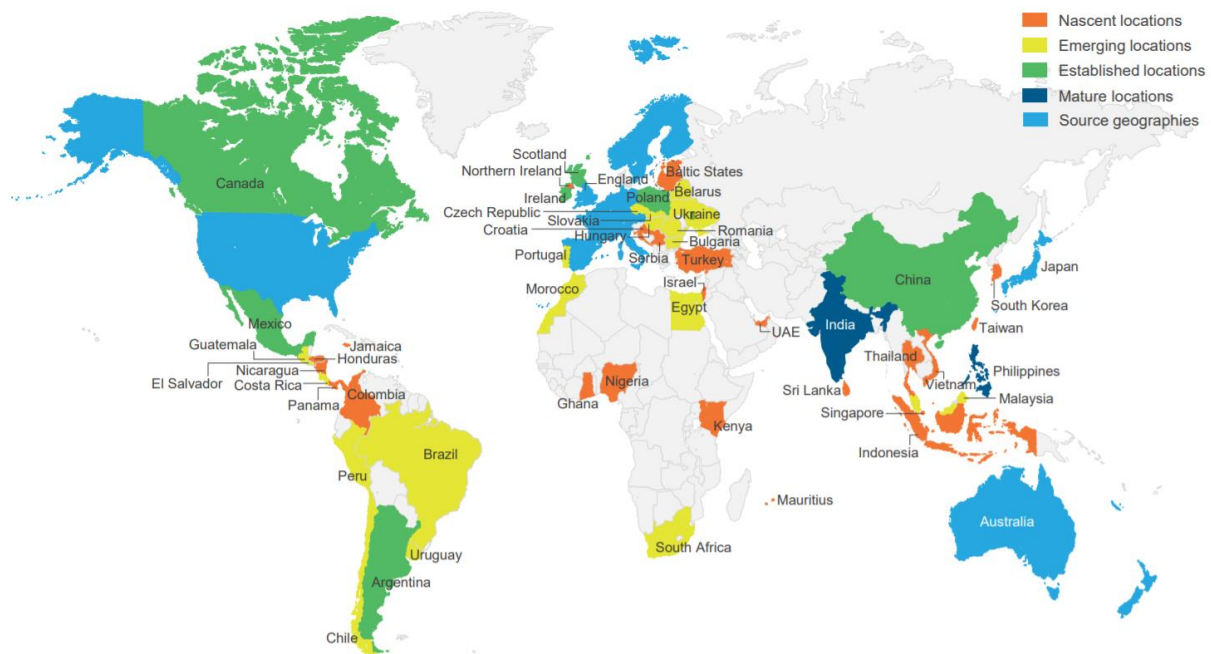 Nascent locations
Emerging locations
Established locations
Mature locations
Source geographies
Canada
Scotland
Northern Ireland
England
Ireland
Baltic States
Poland
Belarus
Czech Republic
Ukraine
Slovakia
Croatia
Romania
Hungary
Bulgaria
Portugal
Serbia
Turkey
Morocco
Israel
Egypt
UAE
China
Japan
South Korea
India
Taiwan
Mexico
Guatemala
Jamaica
Honduras
Nicaragua
El Salvador
Costa Rica
Colombia
Panama
Thailand
Philippines
Nigeria
Ghana
Sri Lanka
Vietnam
Malaysia
Singapore
Kenya
Indonesia
Brazil
Peru
Mauritius
Australia
South Africa
Uruguay
Argentina
Chile